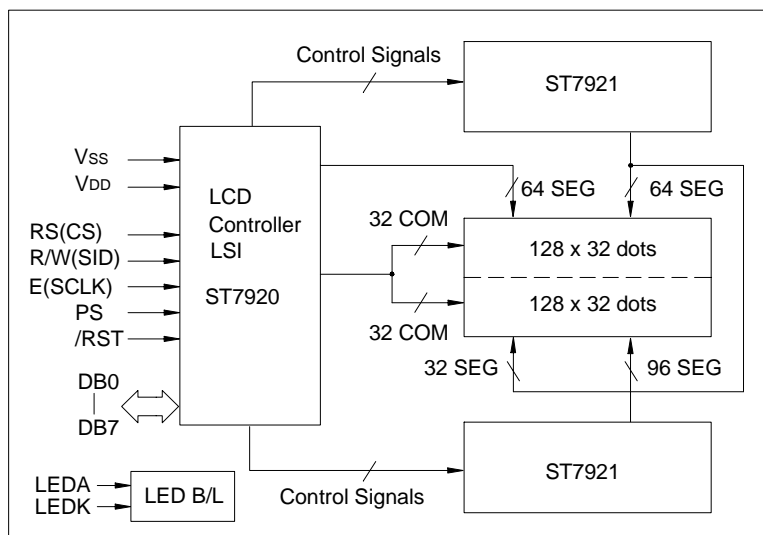 Control Signals
ST7921
VSS
VDD
LCD
Controller
LSI
ST7920
64 SEG
64 SEG
RS(CS)
R/W(SID)
E(SCLK)
PS
/RST
32 COM
128 x 32 dots
128 x 32 dots
32 COM
32 SEG
96 SEG
DB0
DB7
ST7921
LEDA
LEDK
LED B/L
Control Signals